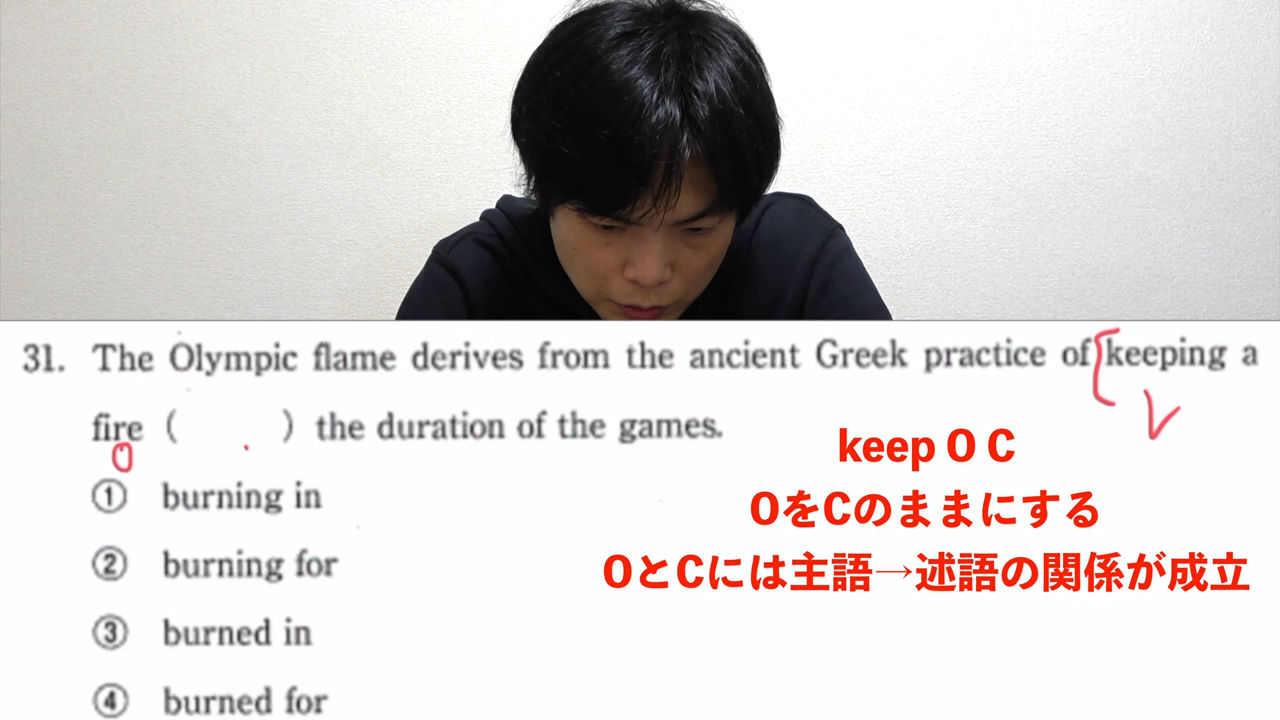 31. The Olympic flame derives from the ancient Greek practice of [keeping a
V
fire (          ) the duration of the games.
O
keep O C
① burning in
OをCのままにする
② burning for
OとCには主語→述語の関係が成立
③ burned in
④ burned for